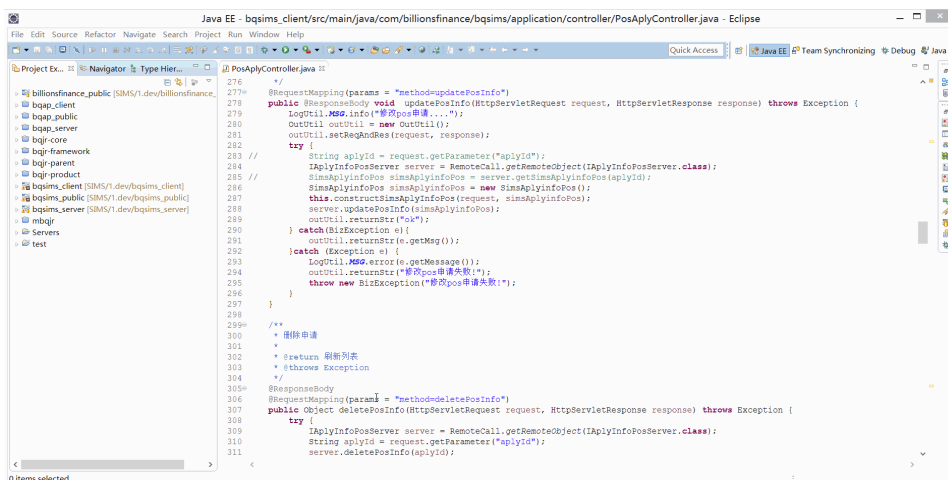 Java EE - bqsims_client/src/main/java/com/billionsfinance/bqsims/application/controller/PosAplyController.java - Eclipse
File Edit Source Refactor Navigate Search Project Run Window Help
Quick Access Java EE Team Synchronizing Debug Java
Project Ex... Navigator Type Hier... PosAplyController.java
billionsfinance_public [SIMS/1.dev/billionsfinance_
bqap_client
bqap_public
bqap_server
bqjr-core
bqjr-framework
bqjr-parent
bqjr-product
bqsims_client [SIMS/1.dev/bqsims_client]
bqsims_public [SIMS/1.dev/bqsims_public]
bqsims_server [SIMS/1.dev/bqsims_server]
mbqjr
Servers
test
276 */
277 @RequestMapping(params = "method=updatePosInfo")
278 public @ResponseBody void updatePosInfo(HttpServletRequest request, HttpServletResponse response) throws Exception {
279 LogUtil.MSG.info("修改pos申请....");
280 OutUtil outUtil = new OutUtil();
281 outUtil.setReqAndRes(request, response);
282 try {
283 // String aplyId = request.getParameter("aplyId");
284 IAplyInfoPosServer server = RemoteCall.getRemoteObject(IAplyInfoPosServer.class);
285 // SimsAplyinfoPos simsAplyinfoPos = server.getSimsAplyinfoPos(aplyId);
286 SimsAplyinfoPos simsAplyinfoPos = new SimsAplyinfoPos();
287 this.constructSimsAplyInfoPos(request, simsAplyinfoPos);
288 server.updatePosInfo(simsAplyinfoPos);
289 outUtil.returnStr("ok");
290 } catch(BizException e){
291 outUtil.returnStr(e.getMsg());
292 }catch (Exception e) {
293 LogUtil.MSG.error(e.getMessage());
294 outUtil.returnStr("修改pos申请失败!");
295 throw new BizException("修改pos申请失败!");
296 }
297 }
298
299 /**
300 * 删除申请
301 *
302 * @return 刷新列表
303 * @throws Exception
304 */
305 @ResponseBody
306 @RequestMapping(params = "method=deletePosInfo")
307 public Object deletePosInfo(HttpServletRequest request, HttpServletResponse response) throws Exception {
308 try {
309 IAplyInfoPosServer server = RemoteCall.getRemoteObject(IAplyInfoPosServer.class);
310 String aplyId = request.getParameter("aplyId");
311 server.deletePosInfo(aplyId);
0 items selected